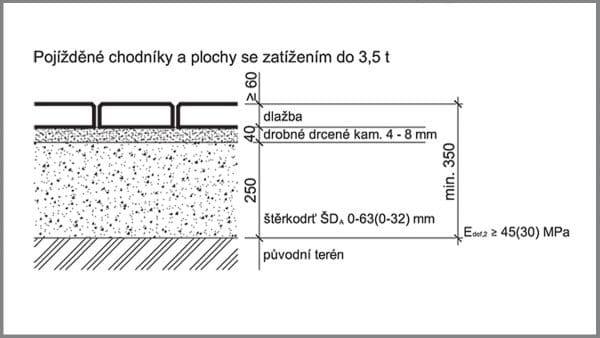 Pojížděné chodníky a plochy se zatížením do 3,5 t
≥ 60
dlažba
40
drobné drcené kam. 4 - 8 mm
250
min. 350
štěrkodrť ŠDA 0-63(0-32) mm
Edef,2 ≥ 45(30) MPa
původní terén